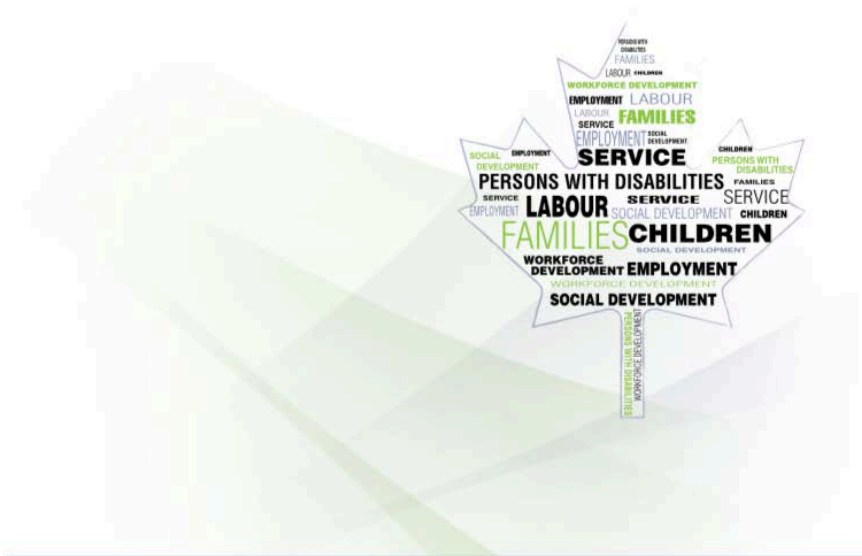 PERSONS WITH
DISABILITIES
FAMILIES
LABOUR CHILDREN
WORKFORCE DEVELOPMENT
EMPLOYMENT LABOUR
LABOUR FAMILIES
SERVICE
EMPLOYMENT SOCIAL DEVELOPMENT
SERVICE
SOCIAL DEVELOPMENT
EMPLOYMENT
CHILDREN
PERSONS WITH DISABILITIES
PERSONS WITH DISABILITIES FAMILIES
SERVICE LABOUR SERVICE SERVICE
EMPLOYMENT SOCIAL DEVELOPMENT CHILDREN
FAMILIES CHILDREN
SOCIAL DEVELOPMENT
WORKFORCE
DEVELOPMENT EMPLOYMENT
WORKFORCE DEVELOPMENT
SOCIAL DEVELOPMENT
PERSONS WITH DISABILITIES
WORKFORCE DEVELOPMENT